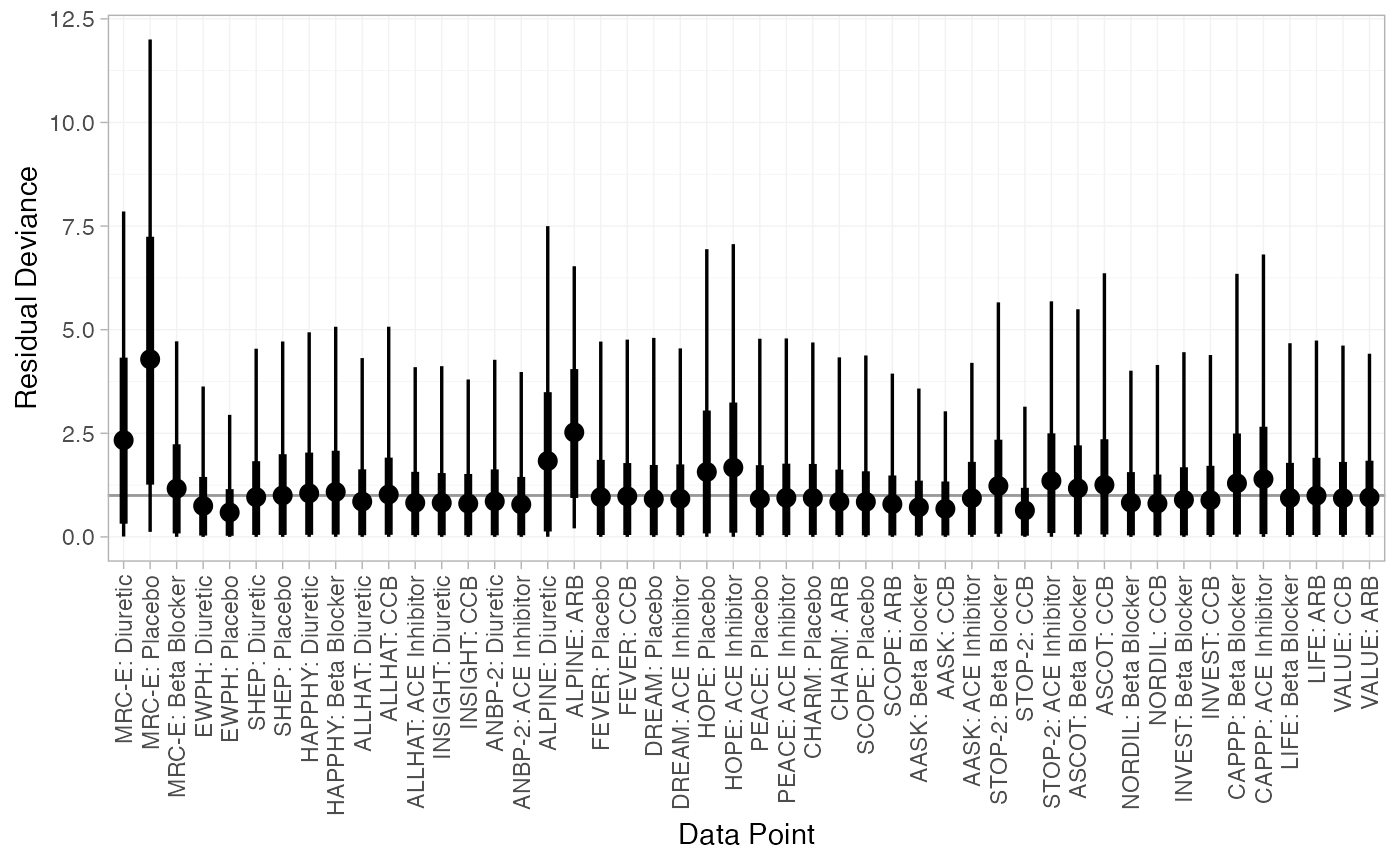 12.5
10.0
7.5
5.0
2.5
0.0
Residual Deviance
MRC-E: Diuretic
MRC-E: Placebo
MRC-E: Beta Blocker
EWPH: Diuretic
EWPH: Placebo
SHEP: Diuretic
SHEP: Placebo
HAPPHY: Diuretic
HAPPHY: Beta Blocker
ALLHAT: Diuretic
ALLHAT: CCB
ALLHAT: ACE Inhibitor
INSIGHT: Diuretic
INSIGHT: CCB
ANBP-2: Diuretic
ANBP-2: ACE Inhibitor
ALPINE: Diuretic
ALPINE: ARB
FEVER: Placebo
FEVER: CCB
DREAM: Placebo
DREAM: ACE Inhibitor
HOPE: Placebo
HOPE: ACE Inhibitor
PEACE: Placebo
PEACE: ACE Inhibitor
CHARM: Placebo
CHARM: ARB
SCOPE: Placebo
SCOPE: ARB
AASK: Beta Blocker
AASK: CCB
AASK: ACE Inhibitor
STOP-2: Beta Blocker
STOP-2: CCB
STOP-2: ACE Inhibitor
ASCOT: Beta Blocker
ASCOT: CCB
NORDIL: Beta Blocker
NORDIL: CCB
INVEST: Beta Blocker
INVEST: CCB
CAPPP: Beta Blocker
CAPPP: ACE Inhibitor
LIFE: Beta Blocker
LIFE: ARB
VALUE: CCB
VALUE: ARB
Data Point